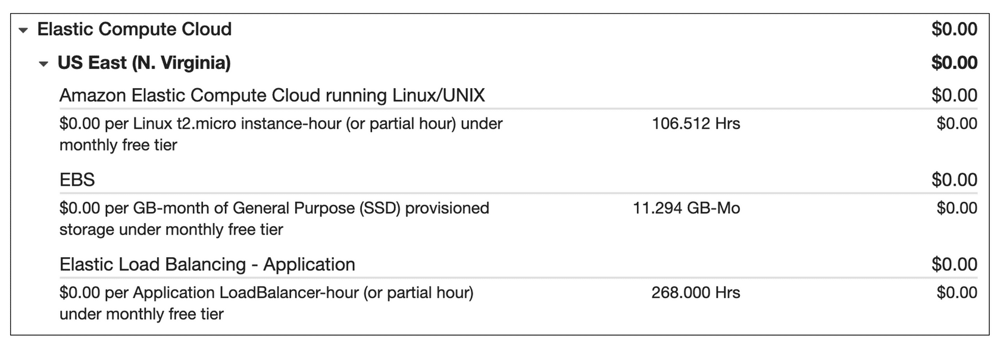 Elastic Compute Cloud $0.00
US East (N. Virginia) $0.00
Amazon Elastic Compute Cloud running Linux/UNIX $0.00
$0.00 per Linux t2.micro instance-hour (or partial hour) under 106.512 Hrs $0.00
monthly free tier
EBS $0.00
$0.00 per GB-month of General Purpose (SSD) provisioned 11.294 GB-Mo $0.00
storage under monthly free tier
Elastic Load Balancing - Application $0.00
$0.00 per Application LoadBalancer-hour (or partial hour) 268.000 Hrs $0.00
under monthly free tier